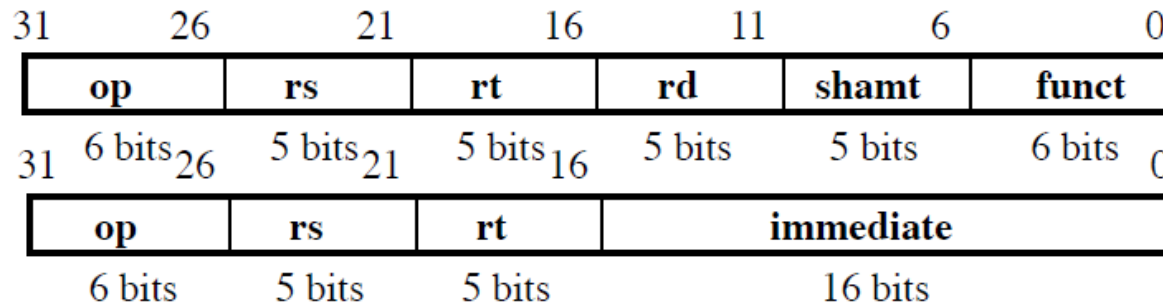 31 26 21 16 11 6 0
op rs rt rd shamt funct
6 bits 5 bits 5 bits 5 bits 5 bits 6 bits
31 26 21 16 0
op rs rt immediate
6 bits 5 bits 5 bits 16 bits